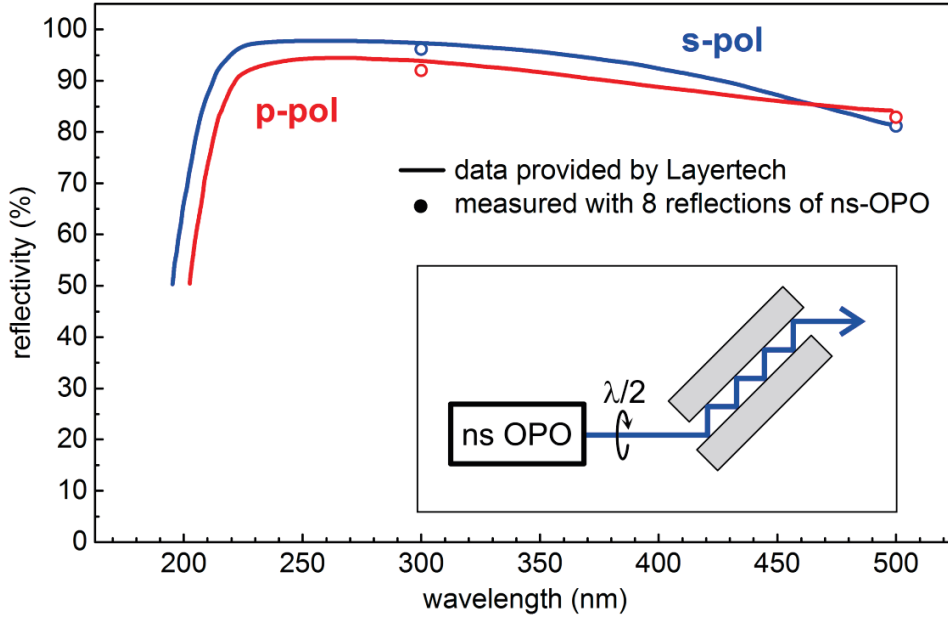 100
90
80
70
60
50
40
30
20
10
0
reflectivity (%)
s-pol
p-pol
data provided by Layertech
measured with 8 reflections of ns-OPO
λ/2
ns OPO
200
250
300
350
400
450
500
wavelength (nm)